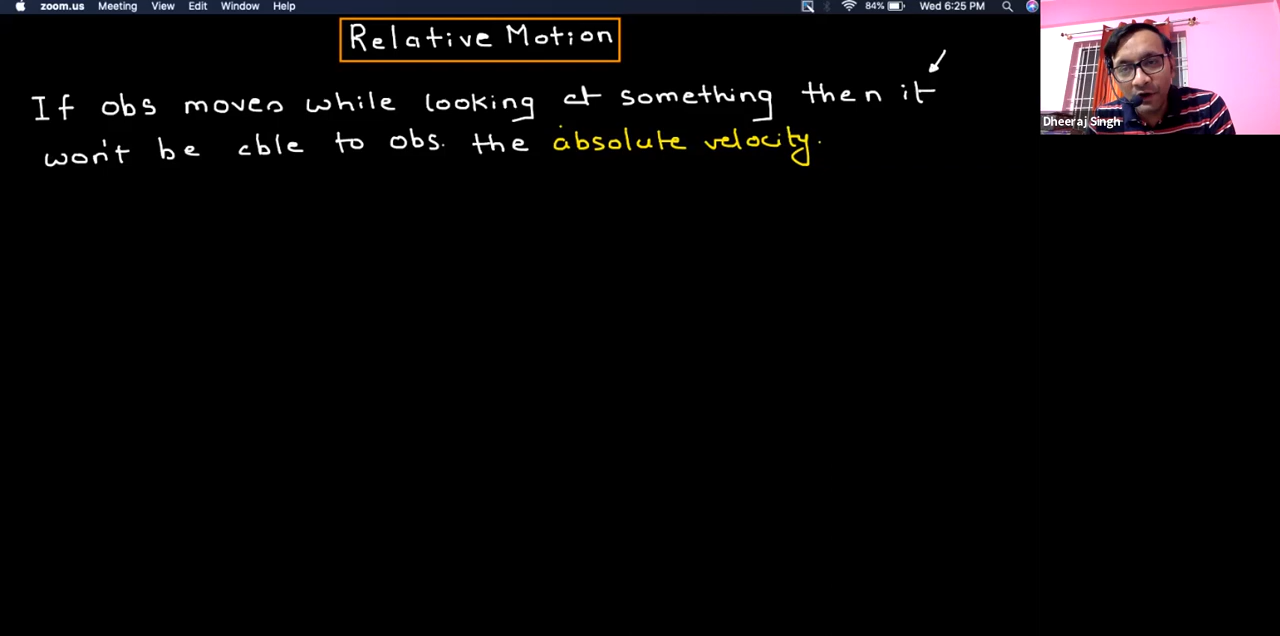 zoom.us Meeting View Edit Window Help 84% Wed 6:25 PM
Relative Motion
If obs moves while looking at something then it
won't be able to obs. the absolute velocity.
Dheeraj Singh